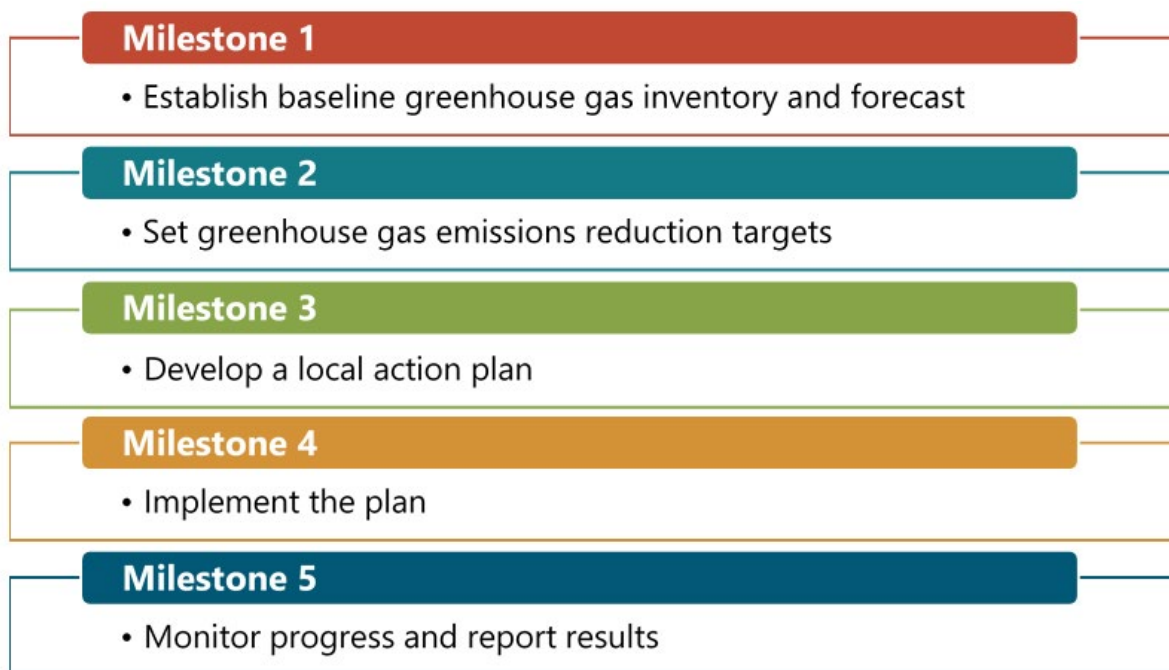 Milestone 1
• Establish baseline greenhouse gas inventory and forecast
Milestone 2
• Set greenhouse gas emissions reduction targets
Milestone 3
• Develop a local action plan
Milestone 4
• Implement the plan
Milestone 5
• Monitor progress and report results